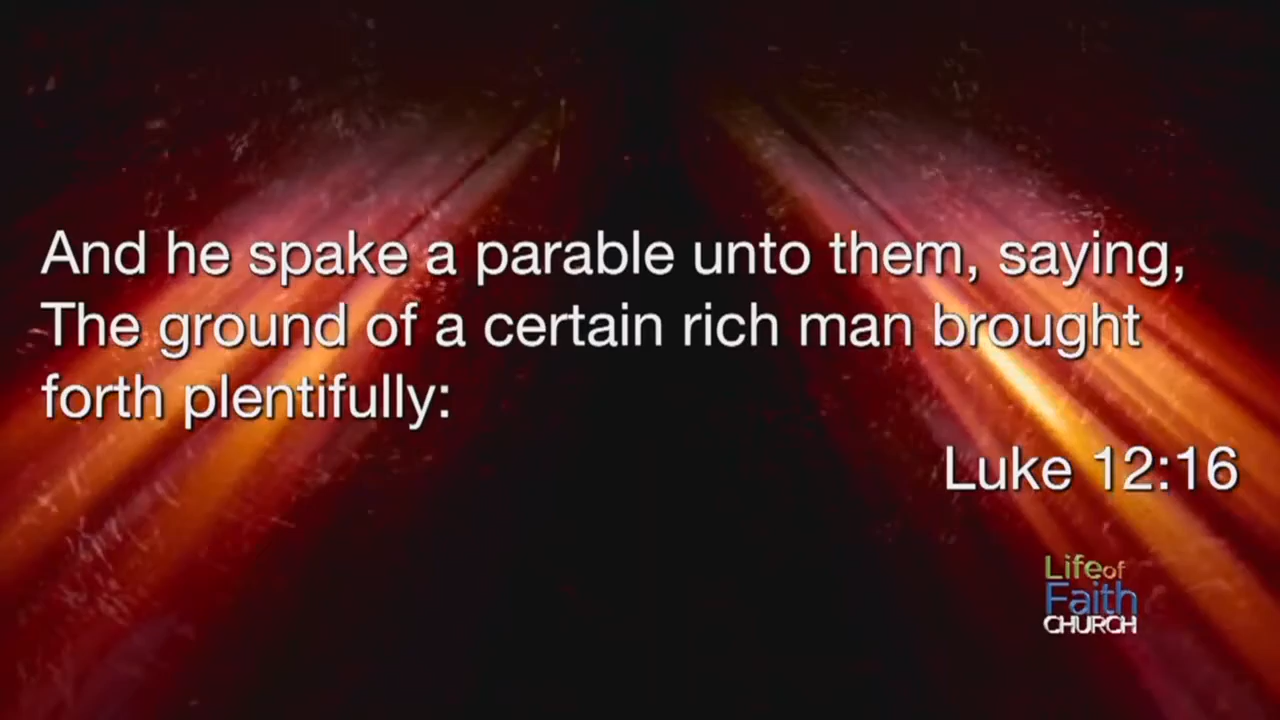 And he spake a parable unto them, saying,
The ground of a certain rich man brought
forth plentifully:
Luke 12:16
Life of
Faith
CHURCH